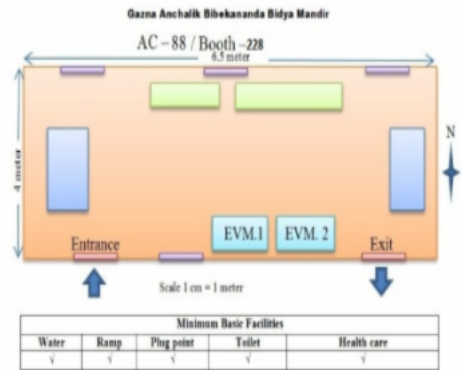 Gazna Anchalik Bibekananda Bidya Mandir
AC – 88 / Booth –228
6.5 meter
4 meter
N
EVM.1
EVM. 2
Entrance
Exit
Scale 1 cm = 1 meter
Minimum Basic Facilities
Water Ramp Plug point Toilet Health care
√ √ √ √ √